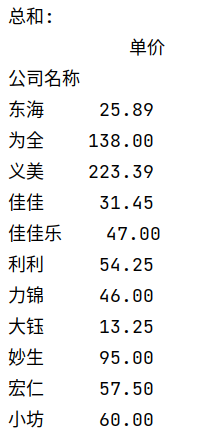 总和:
单价
公司名称
东海 25.89
为全 138.00
义美 223.39
佳佳 31.45
佳佳乐 47.00
利利 54.25
力锦 46.00
大钰 13.25
妙生 95.00
宏仁 57.50
小坊 60.00